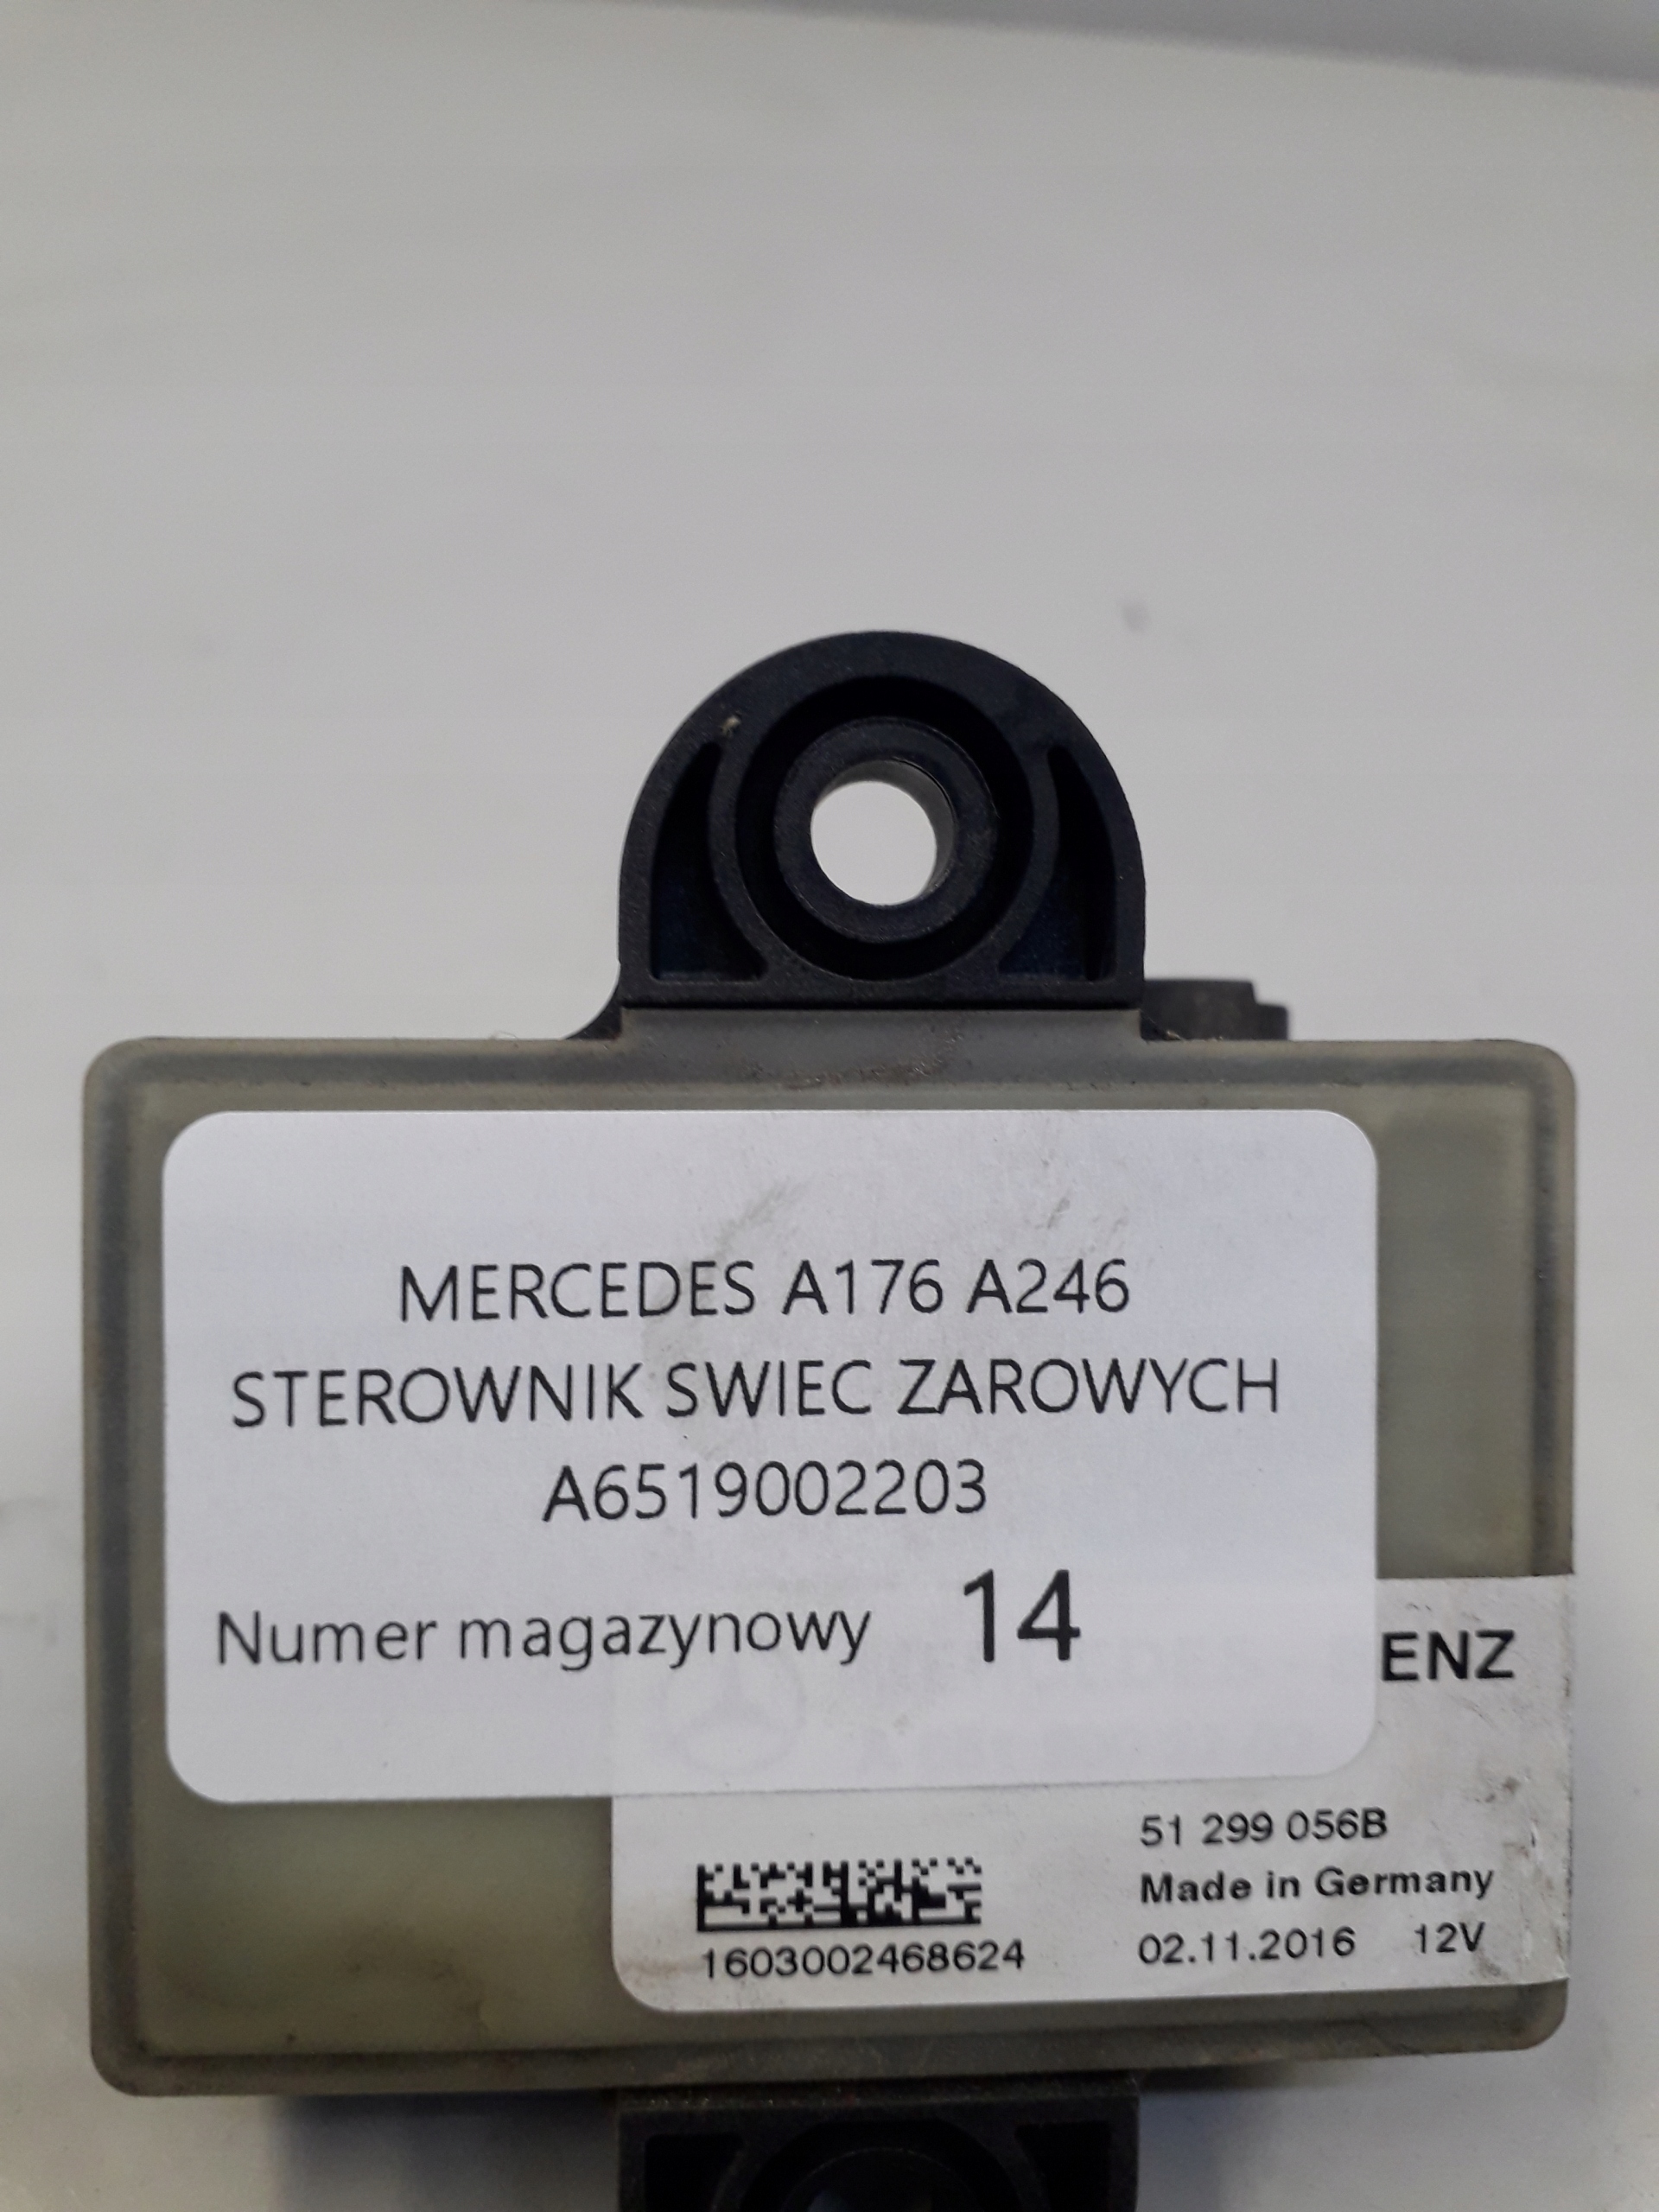 MERCEDES A176 A246
STEROWNIK SWIEC ZAROWYCH
A6519002203
Numer magazynowy 14
ENZ
51 299 056B
Made in Germany
1603002468624
02.11.2016 12V